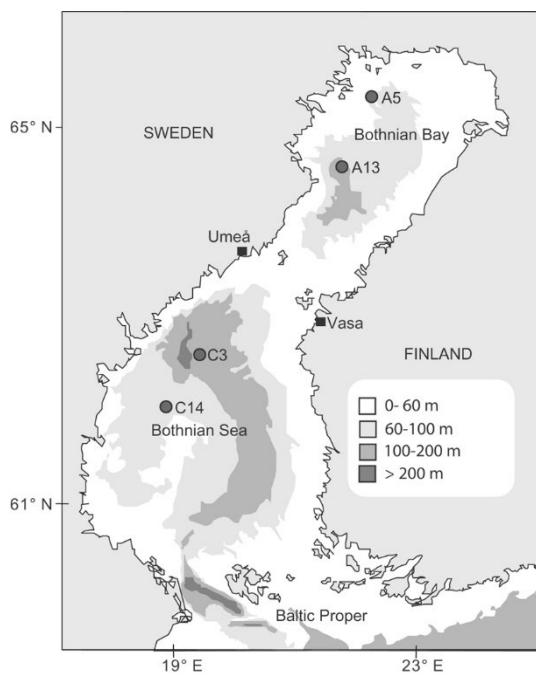 65° N
SWEDEN
A5
Bothnian Bay
A13
Umeå
Vasa
C3
FINLAND
C14
Bothnian Sea
0- 60 m
60-100 m
100-200 m
> 200 m
61° N
Baltic Proper
19° E
23° E